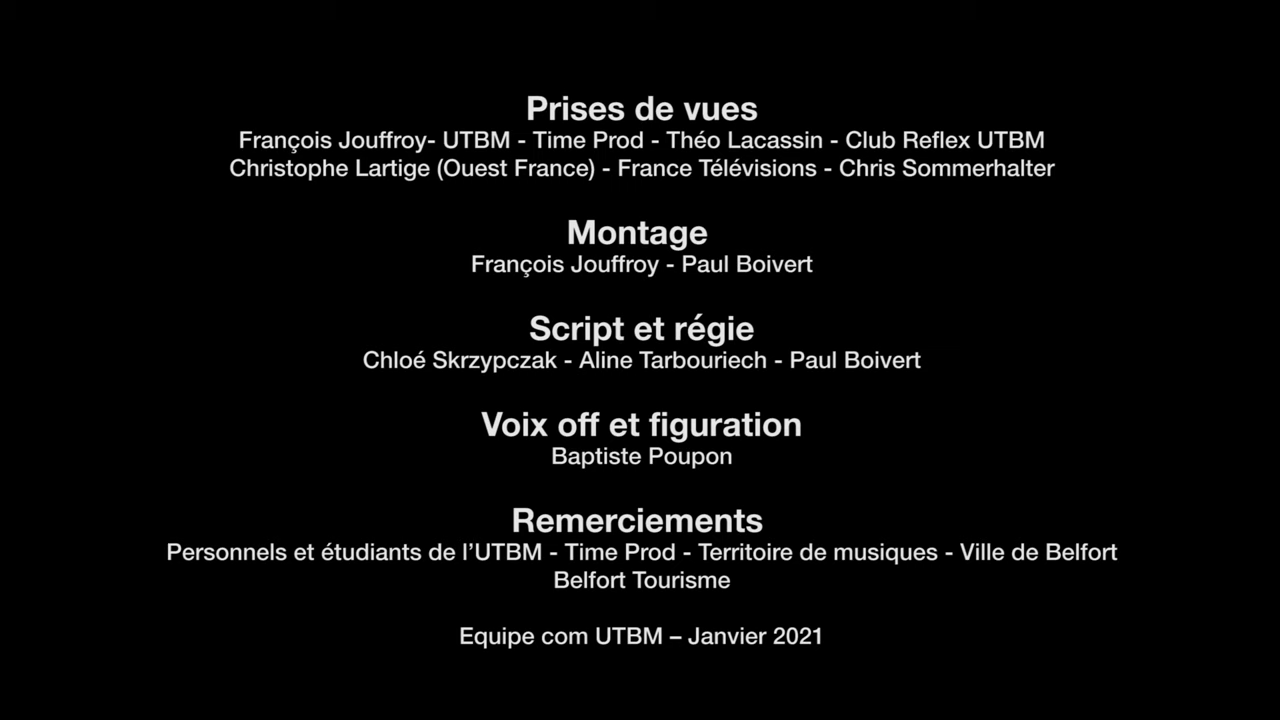 Prises de vues
François Jouffroy- UTBM - Time Prod - Théo Lacassin - Club Reflex UTBM
Christophe Lartige (Ouest France) - France Télévisions - Chris Sommerhalter
Montage
François Jouffroy - Paul Boivert
Script et régie
Chloé Skrzypczak - Aline Tarbouriech - Paul Boivert
Voix off et figuration
Baptiste Poupon
Remerciements
Personnels et étudiants de l’UTBM - Time Prod - Territoire de musiques - Ville de Belfort
Belfort Tourisme
Equipe com UTBM – Janvier 2021